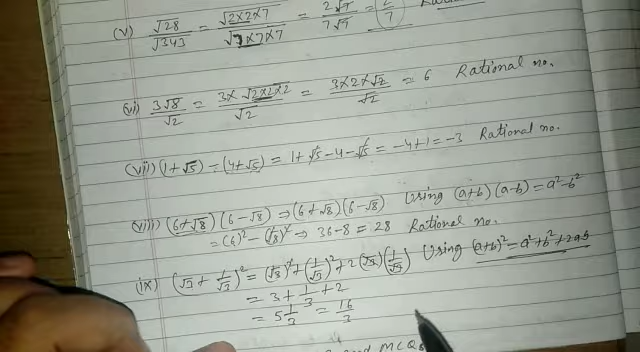 (v) √28/√343 = √2×2×7/√7×7×7 = 2√7/7√7 = 2/7
(vi) 3√8/√2 = 3×√2×2×2/√2 = 3×2×√2/√2 = 6 Rational no.
(vii) (1+√5) - (4+√5) = 1+√5-4-√5 = -4+1 = -3 Rational no.
(viii) (6+√8)(6-√8) ⇒ (6+√8)(6-√8) Using (a+b)(a-b) = a²-b²
= (6)² - (√8)² → 36-8 = 28 Rational no.
(ix) (√3 + 1/√3)² = (√3)² + (1/√3)² + 2(√3)(1/√3) Using (a+b)² = a²+b²+2ab
= 3 + 1/3 + 2
= 5 1/3 = 16/3
MCQs